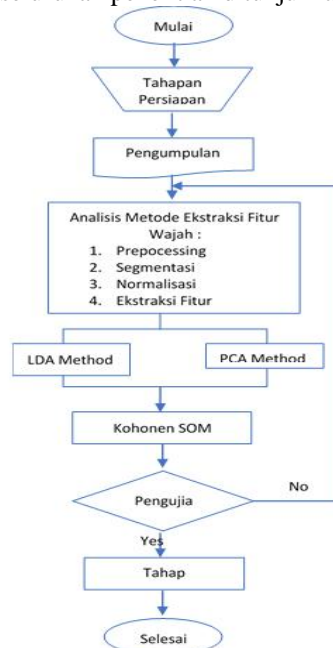 Mulai
Tahapan
Persiapan
Pengumpulan
Analisis Metode Ekstraksi Fitur
Wajah :
1. Prepocessing
2. Segmentasi
3. Normalisasi
4. Ekstraksi Fitur
LDA Method
PCA Method
Kohonen SOM
Pengujia
No
Yes
Tahap
Selesai